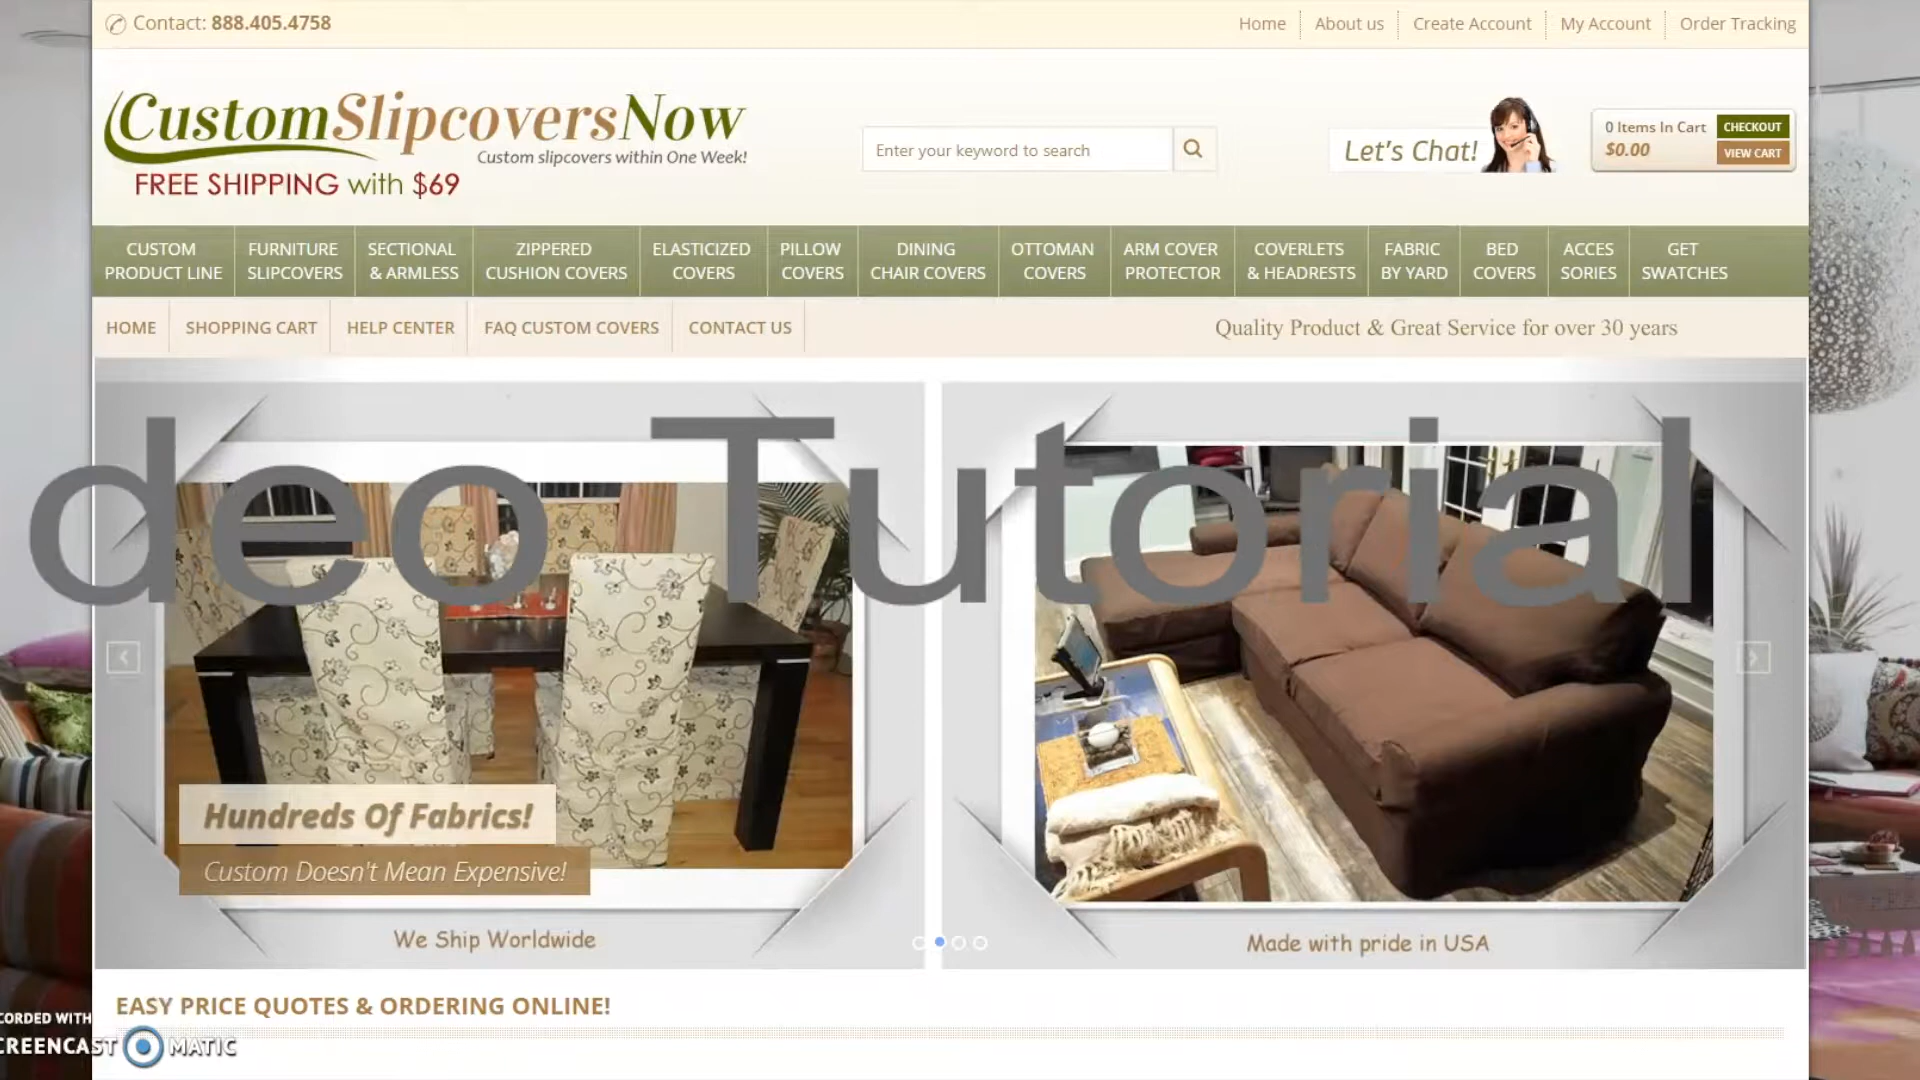 Contact: 888.405.4758
Home
About us
Create Account
My Account
Order Tracking
CustomSlipcoversNow
Custom slipcovers within One Week!
FREE SHIPPING with $69
Enter your keyword to search
Let's Chat!
0 Items In Cart
$0.00
CHECKOUT
VIEW CART
CUSTOM
PRODUCT LINE
FURNITURE
SLIPCOVERS
SECTIONAL
& ARMLESS
ZIPPERED
CUSHION COVERS
ELASTICIZED
COVERS
PILLOW
COVERS
DINING
CHAIR COVERS
OTTOMAN
COVERS
ARM COVER
PROTECTOR
COVERLETS
& HEADRESTS
FABRIC
BY YARD
BED
COVERS
ACCES
SORIES
GET
SWATCHES
HOME
SHOPPING CART
HELP CENTER
FAQ CUSTOM COVERS
CONTACT US
Quality Product & Great Service for over 30 years
deo Tutorial
Hundreds Of Fabrics!
Custom Doesn't Mean Expensive!
We Ship Worldwide
Made with pride in USA
EASY PRICE QUOTES & ORDERING ONLINE!
CORDED WITH
CREENCAST MATIC